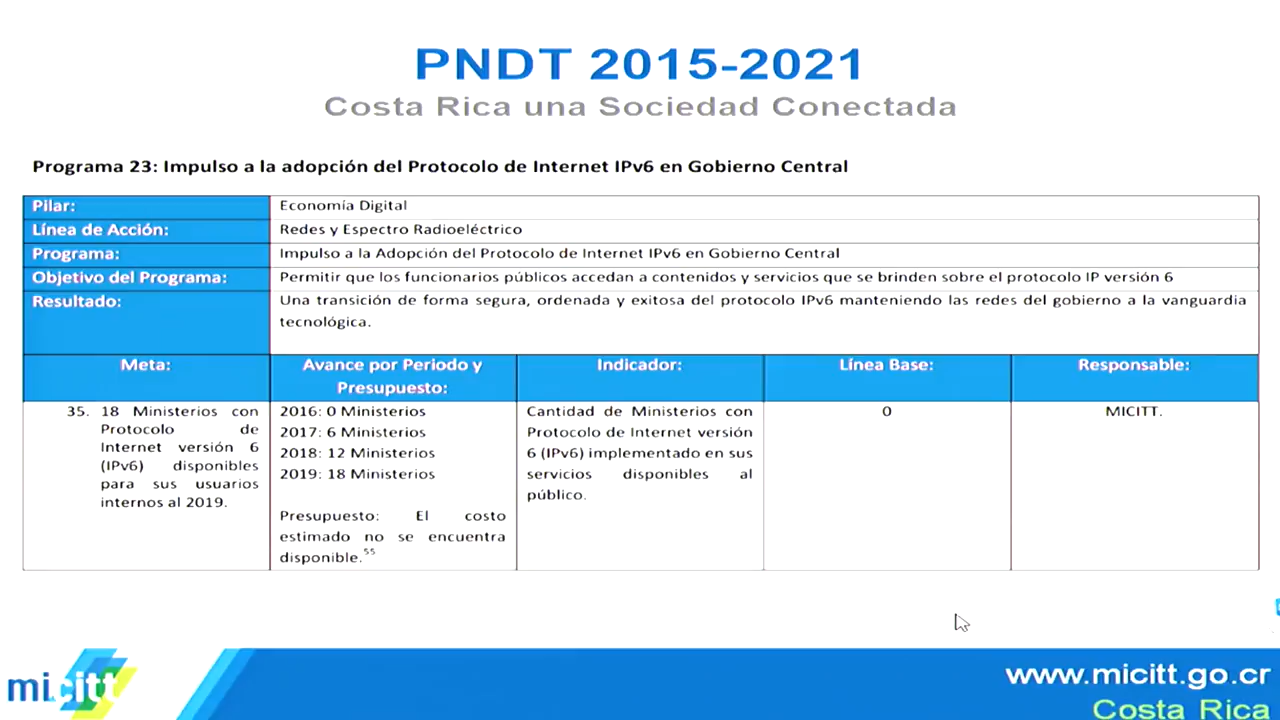 PNDT 2015-2021
Costa Rica una Sociedad Conectada
Programa 23: Impulso a la adopción del Protocolo de Internet IPv6 en Gobierno Central
Pilar: Economía Digital
Línea de Acción: Redes y Espectro Radioeléctrico
Programa: Impulso a la Adopción del Protocolo de Internet IPv6 en Gobierno Central
Objetivo del Programa: Permitir que los funcionarios públicos accedan a contenidos y servicios que se brinden sobre el protocolo IP versión 6
Resultado: Una transición de forma segura, ordenada y exitosa del protocolo IPv6 manteniendo las redes del gobierno a la vanguardia
tecnológica.
Meta:
Avance por Periodo y
Presupuesto:
Indicador:
Línea Base:
Responsable:
35. 18 Ministerios con
Protocolo de
Internet versión 6
(IPv6) disponibles
para sus usuarios
internos al 2019.
2016: 0 Ministerios
2017: 6 Ministerios
2018: 12 Ministerios
2019: 18 Ministerios
Presupuesto: El costo
estimado no se encuentra
disponible.55
Cantidad de Ministerios con
Protocolo de Internet versión
6 (IPv6) implementado en sus
servicios disponibles al
público.
0
MICITT.
micitt
www.micitt.go.cr
Costa Rica